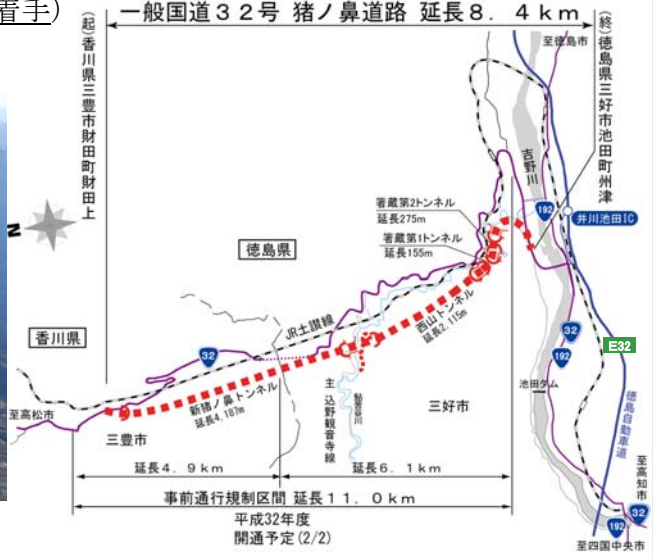 着手)
一般国道32号 猪ノ鼻道路 延長8．4km
(起)香川県三豊市財田町財田上
(終)徳島県三好市池田町州津
至徳島市
吉野川
192
井川池田IC
箸蔵第2トンネル
延長275m
箸蔵第1トンネル
延長155m
N
徳島県
香川県
JR土讃線
西山トンネル
延長2,115m
32
32
192
E32
池田ダム
徳島自動車道
新猪ノ鼻トンネル
延長4,187m
主 込野観音寺線
鮎苦谷川
三好市
至高松市
三豊市
延長4．9km
延長6．1km
事前通行規制区間 延長11．0km
平成32年度
開通予定(2/2)
至高知市
32
192
至四国中央市